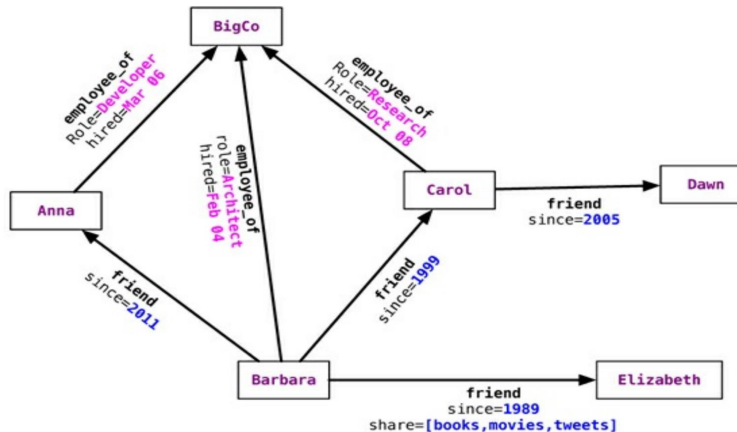 BigCo
employee_of
Role=Developer
hired=Mar 06
employee_of
role=Architect
hired=Feb 04
employee_of
Role=Research
hired=Oct 08
Anna
Carol
Dawn
friend
since=2005
friend
since=2011
friend
since=1999
Barbara
Elizabeth
friend
since=1989
share=[books,movies,tweets]